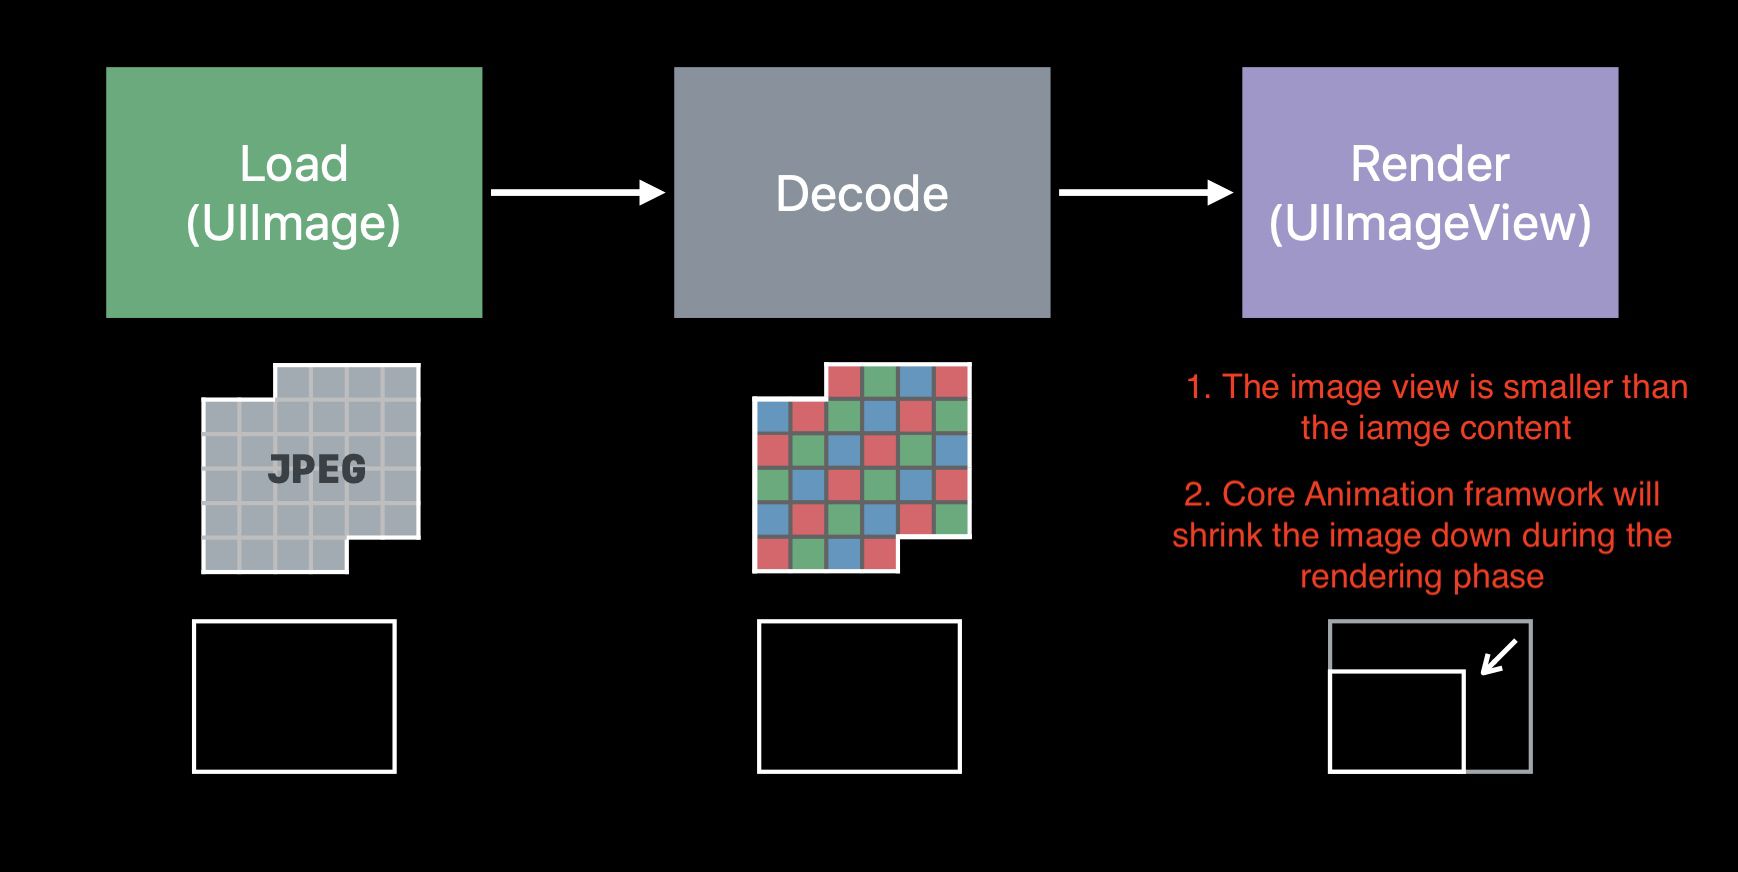 Load
(UIImage)
Decode
Render
(UIImageView)
JPEG
1. The image view is smaller than
the iamge content
2. Core Animation framwork will
shrink the image down during the
rendering phase